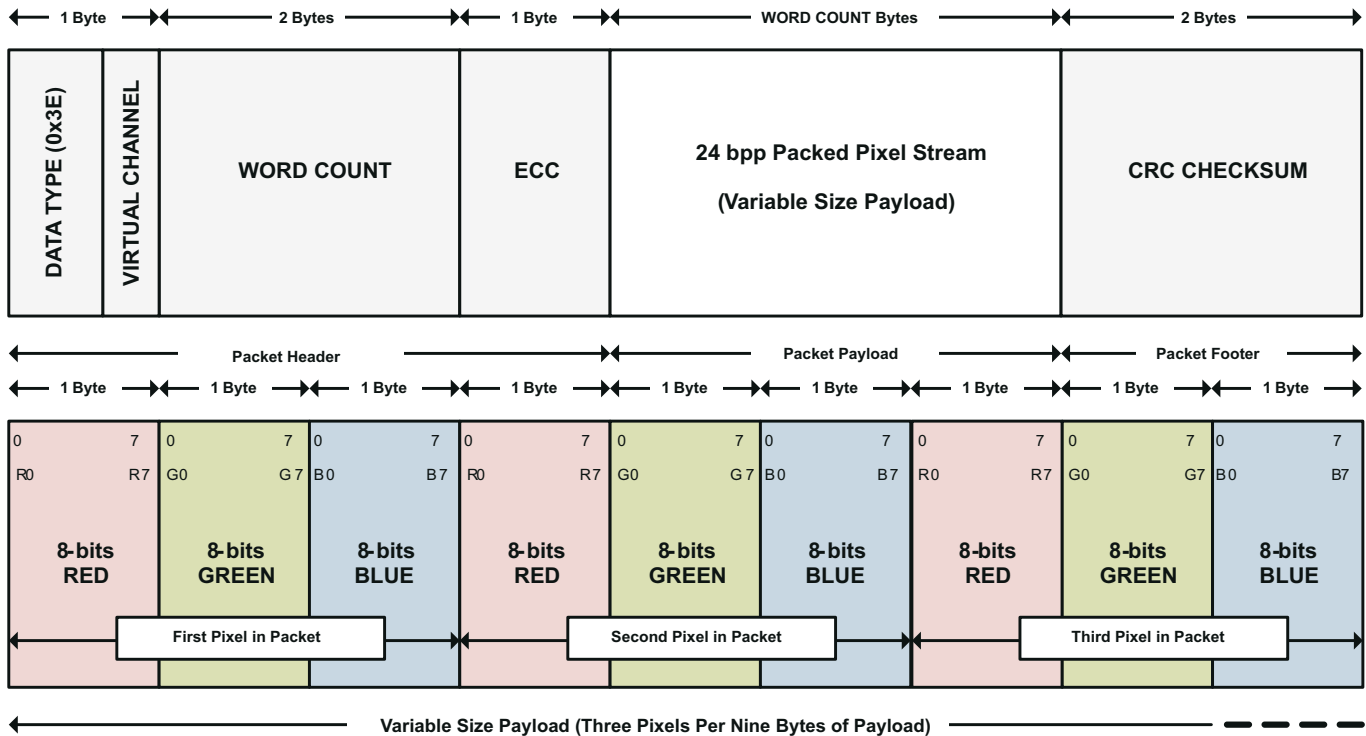 1 Byte 2 Bytes 1 Byte WORD COUNT Bytes 2 Bytes
DATA TYPE (0x3E)
VIRTUAL CHANNEL
WORD COUNT
ECC
24 bpp Packed Pixel Stream
(Variable Size Payload)
CRC CHECKSUM
Packet Header Packet Payload Packet Footer
1 Byte 1 Byte 1 Byte 1 Byte 1 Byte 1 Byte 1 Byte 1 Byte 1 Byte
0 7 0 7 0 7 0 7 0 7 0 7 0 7 0 7 0 7
R0 R7 G0 G7 B0 B7 R0 R7 G0 G7 B0 B7 R0 R7 G0 G7 B0 B7
8-bits 8-bits 8-bits 8-bits 8-bits 8-bits 8-bits 8-bits 8-bits
RED GREEN BLUE RED GREEN BLUE RED GREEN BLUE
First Pixel in Packet Second Pixel in Packet Third Pixel in Packet
Variable Size Payload (Three Pixels Per Nine Bytes of Payload)